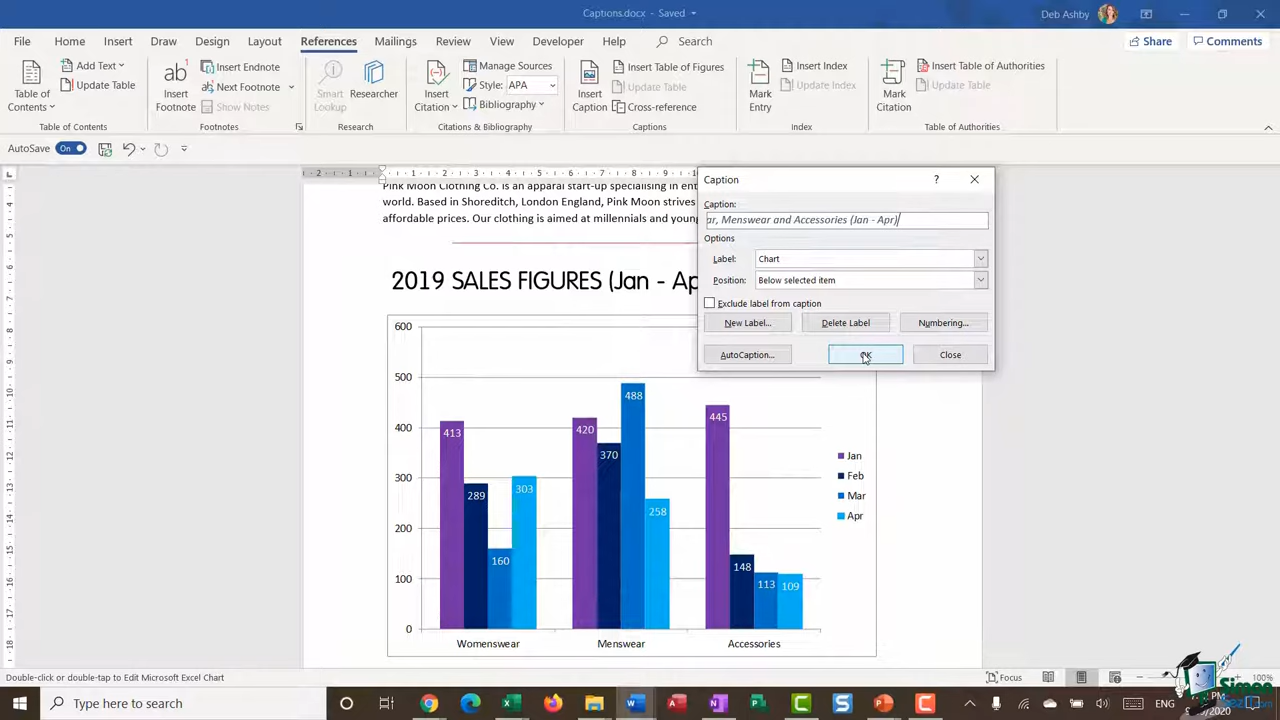 Captions.docx - Saved
Deb Ashby
File Home Insert Draw Design Layout References Mailings Review View Developer Help Search Share Comments
Table of Contents
Add Text
Update Table
Table of Contents
Insert Footnote
Insert Endnote
Next Footnote
Show Notes
Footnotes
Smart Lookup
Researcher
Research
Insert Citation
Manage Sources
Style: APA
Bibliography
Citations & Bibliography
Insert Caption
Insert Table of Figures
Update Table
Cross-reference
Captions
Mark Entry
Insert Index
Update Index
Index
Mark Citation
Insert Table of Authorities
Update Table
Table of Authorities
AutoSave On
Pink Moon Clothing Co. is an apparal start-up specialising in
world. Based in Shoreditch, London England, Pink Moon strives
affordable prices. Our clothing is aimed at millennials and
2019 SALES FIGURES (Jan -
Caption
?
Caption:
ar, Menswear and Accessories (Jan - Apr)
Options
Label: Chart
Position: Below selected item
Exclude label from caption
New Label...
Delete Label
Numbering...
AutoCaption...
OK
Close
600
500
400
300
200
100
0
413
289
160
303
420
370
488
258
445
148
113
109
Womenswear
Menswear
Accessories
Jan
Feb
Mar
Apr
Double-click or double-tap to Edit Microsoft Excel Chart
Focus
100%
Type here to search
ENG
Simon